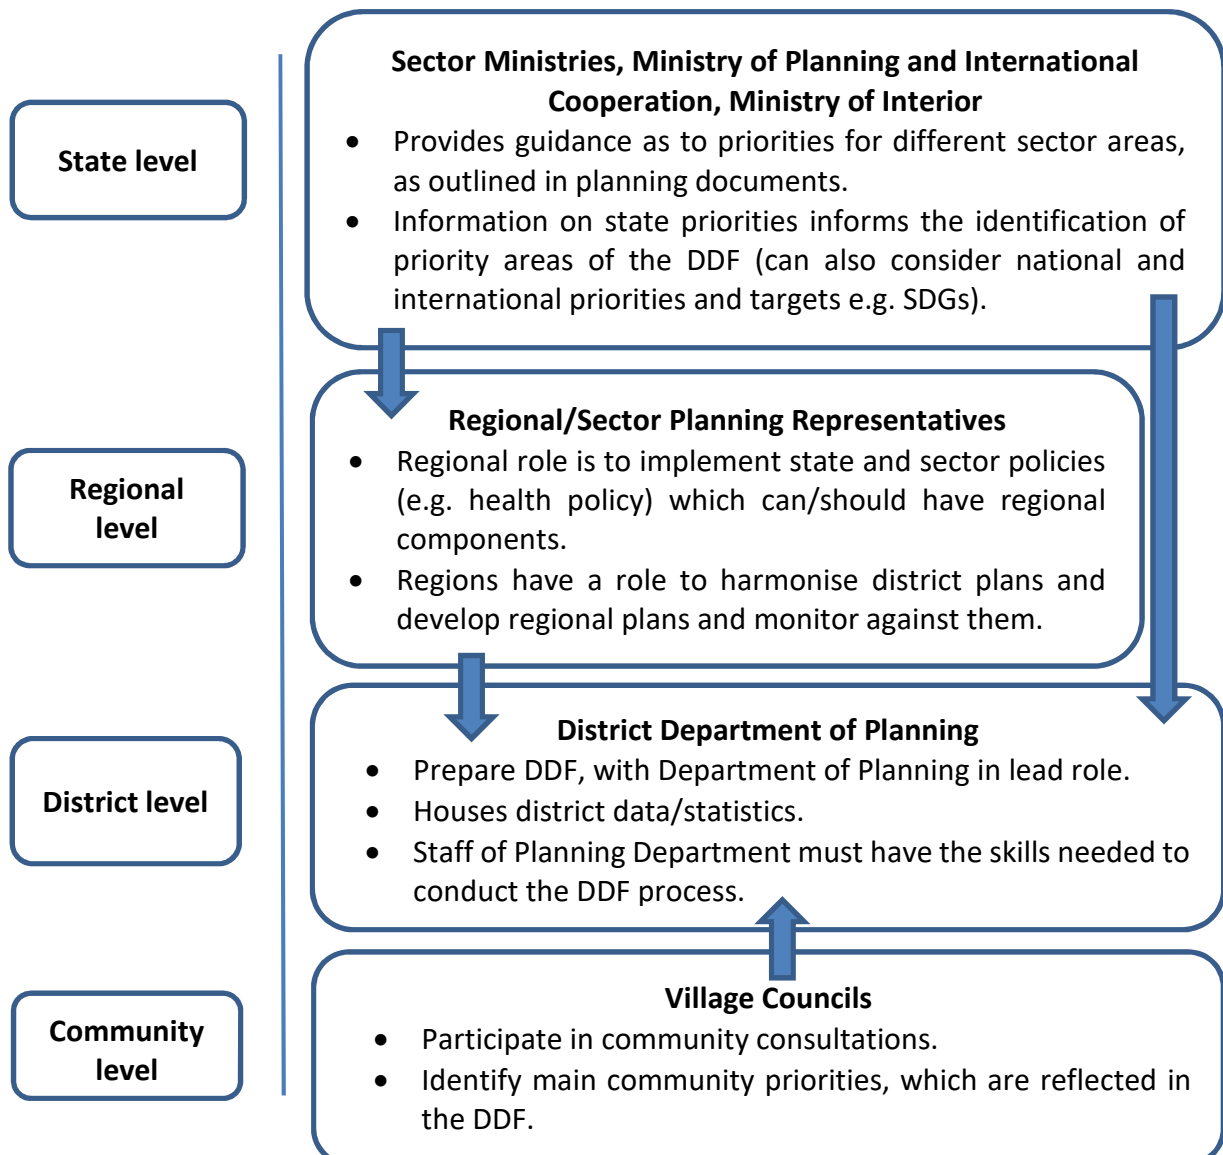 State level
Sector Ministries, Ministry of Planning and International
Cooperation, Ministry of Interior
• Provides guidance as to priorities for different sector areas,
as outlined in planning documents.
• Information on state priorities informs the identification of
priority areas of the DDF (can also consider national and
international priorities and targets e.g. SDGs).
Regional
level
Regional/Sector Planning Representatives
• Regional role is to implement state and sector policies
(e.g. health policy) which can/should have regional
components.
• Regions have a role to harmonise district plans and
develop regional plans and monitor against them.
District level
District Department of Planning
• Prepare DDF, with Department of Planning in lead role.
• Houses district data/statistics.
• Staff of Planning Department must have the skills needed to
conduct the DDF process.
Community
level
Village Councils
• Participate in community consultations.
• Identify main community priorities, which are reflected in
the DDF.